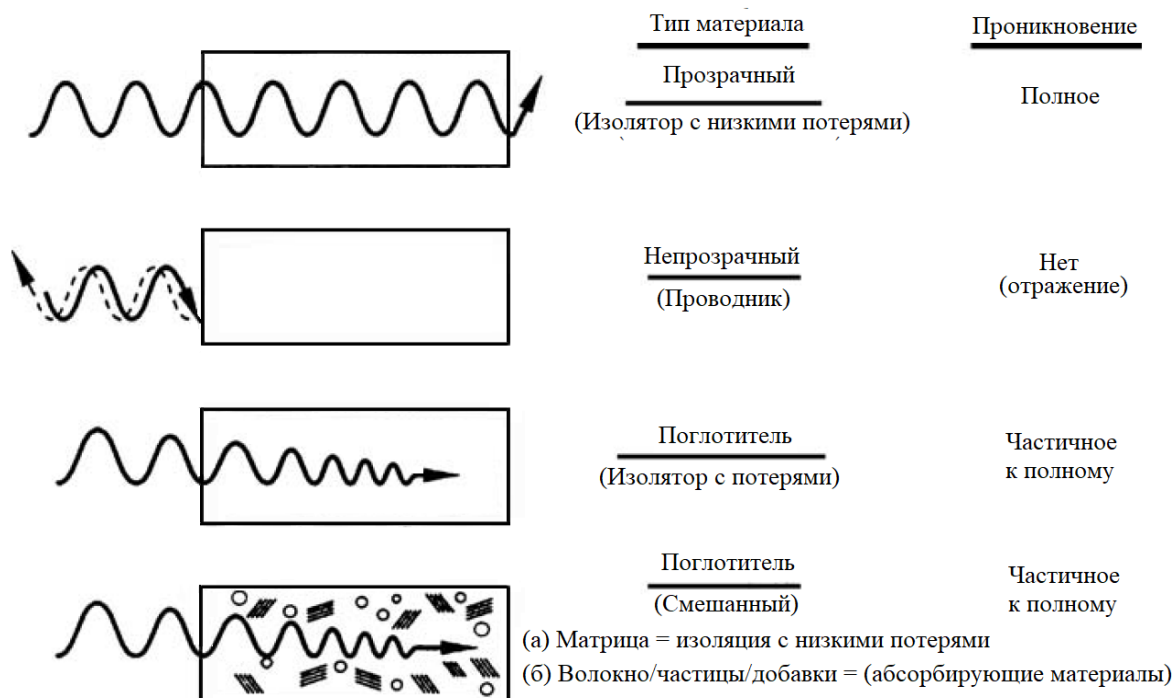 Тип материала
Проникновение
Прозрачный
Полное
(Изолятор с низкими потерями)
Непрозрачный
Нет
(Проводник)
(отражение)
Поглотитель
Частичное
(Изолятор с потерями)
к полному
Поглотитель
Частичное
(Смешанный)
к полному
(а) Матрица = изоляция с низкими потерями
(б) Волокно/частицы/добавки = (абсорбирующие материалы)